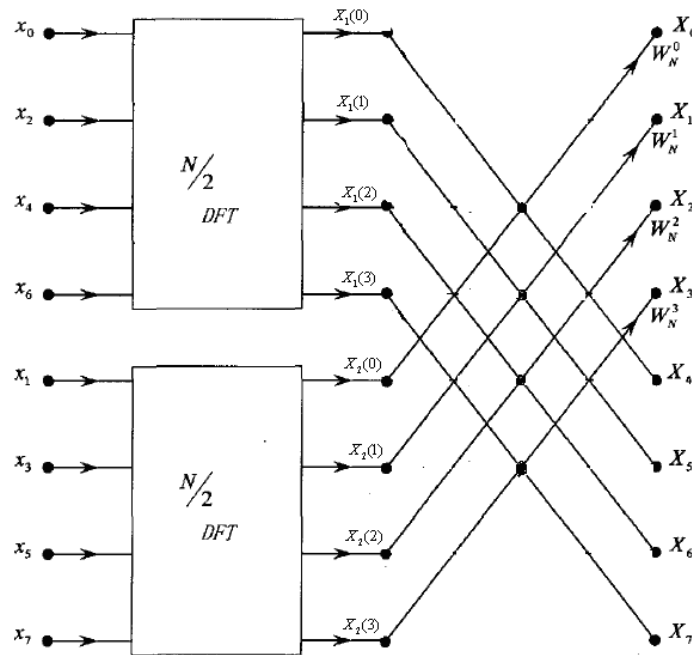 x₀ X₁(0) X₀
W_N^0
x₂ X₁(1) X₁
W_N^1
N/2
DFT
x₄ X₁(2) X₂
W_N^2
x₆ X₁(3) X₃
W_N^3
x₁ X₂(0) X₄
x₃ X₂(1) X₅
N/2
DFT
x₅ X₂(2) X₆
x₇ X₂(3) X₇